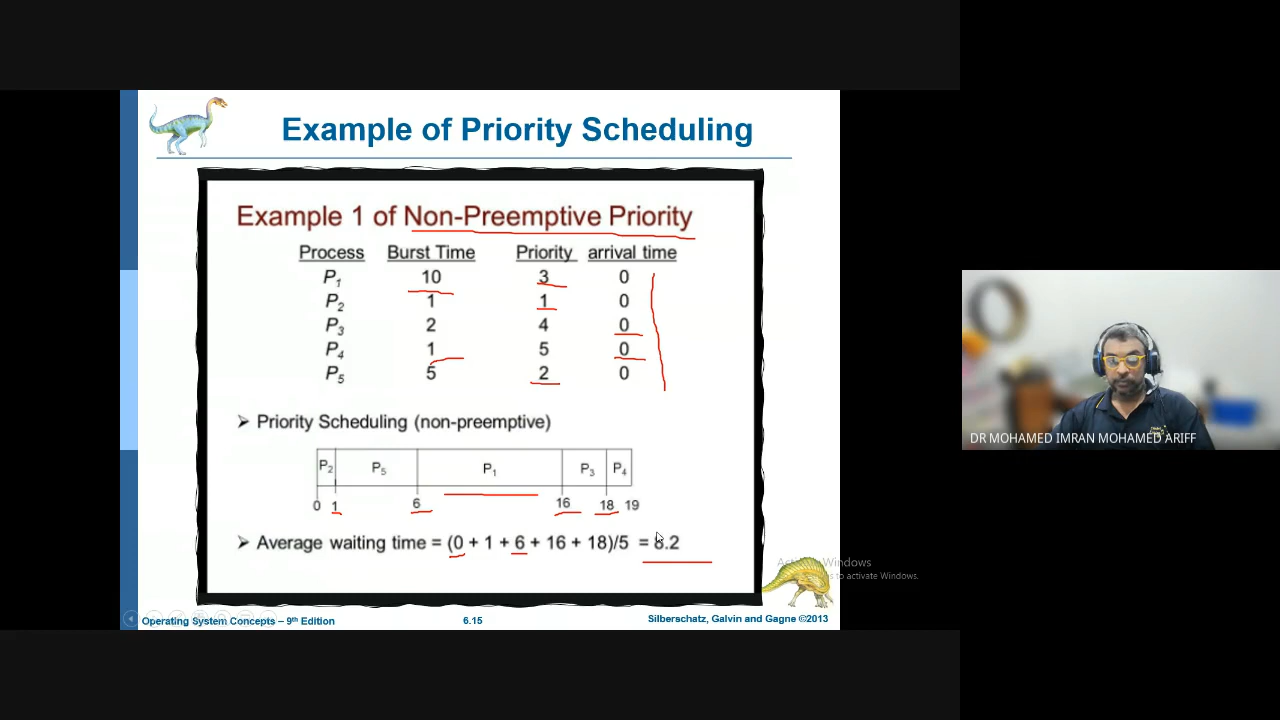 Example of Priority Scheduling
Example 1 of Non-Preemptive Priority
Process Burst Time Priority arrival time
P1 10 3 0
P2 1 1 0
P3 2 4 0
P4 1 5 0
P5 5 2 0
➢ Priority Scheduling (non-preemptive)
P2 P5 P1 P3 P4
0 1 6 16 18 19
➢ Average waiting time = (0 + 1 + 6 + 16 + 18)/5 = 8.2
Windows
to activate Windows.
Operating System Concepts – 9th Edition 6.15 Silberschatz, Galvin and Gagne ©2013
DR MOHAMED IMRAN MOHAMED ARIFF